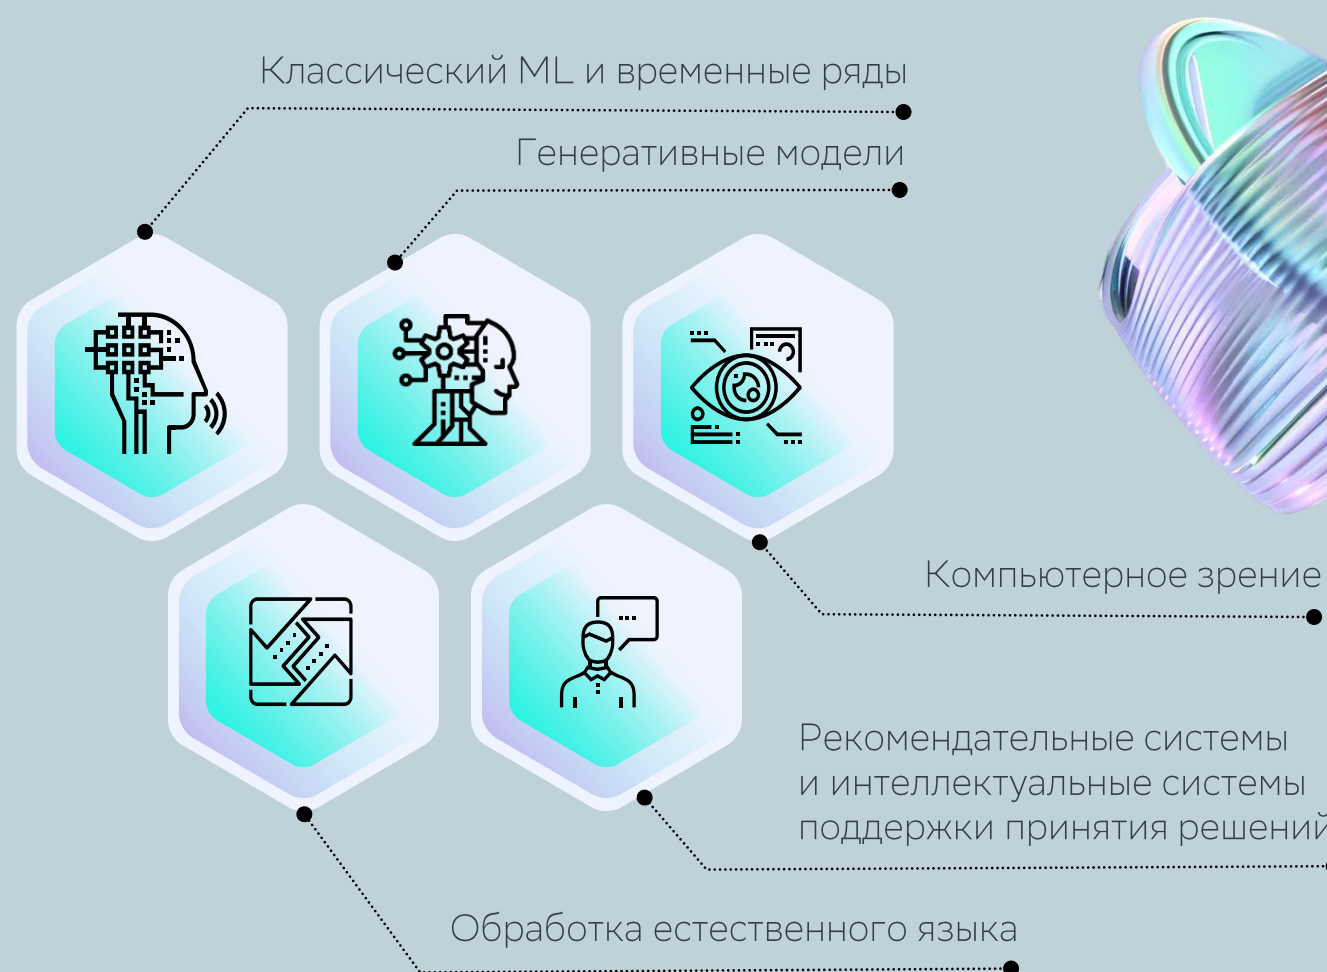 Классический ML и временные ряды
Генеративные модели
Компьютерное зрение
Рекомендательные системы
и интеллектуальные системы
поддержки принятия решений
Обработка естественного языка